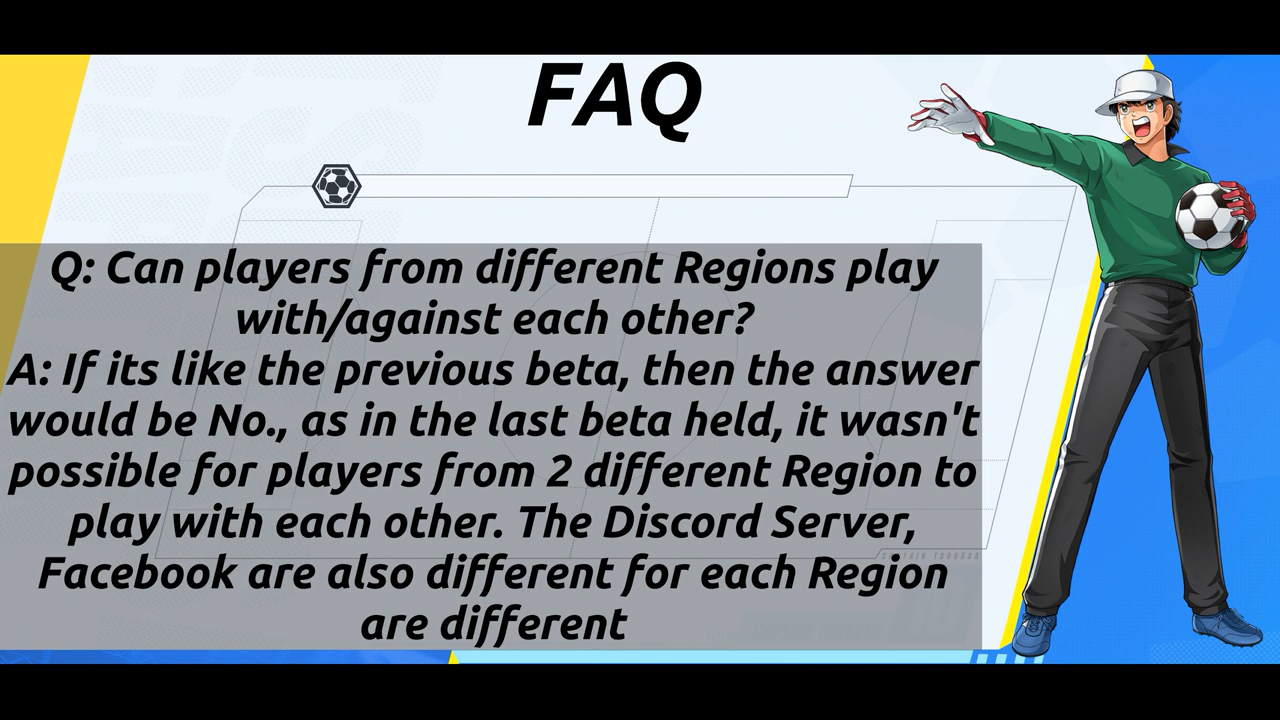 FAQ
Q: Can players from different Regions play
with/against each other?
A: If its like the previous beta, then the answer
would be No., as in the last beta held, it wasn't
possible for players from 2 different Region to
play with each other. The Discord Server,
CAPTAIN TSUBASA
Facebook are also different for each Region
are different